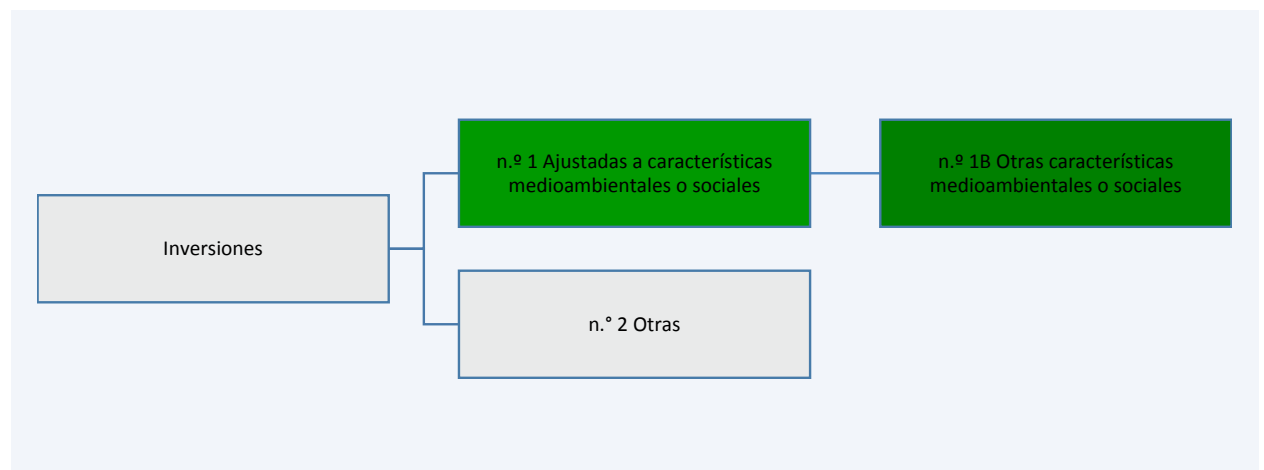 n.º 1 Ajustadas a características
medioambientales o sociales
n.º 1B Otras características
medioambientales o sociales
Inversiones
n.° 2 Otras